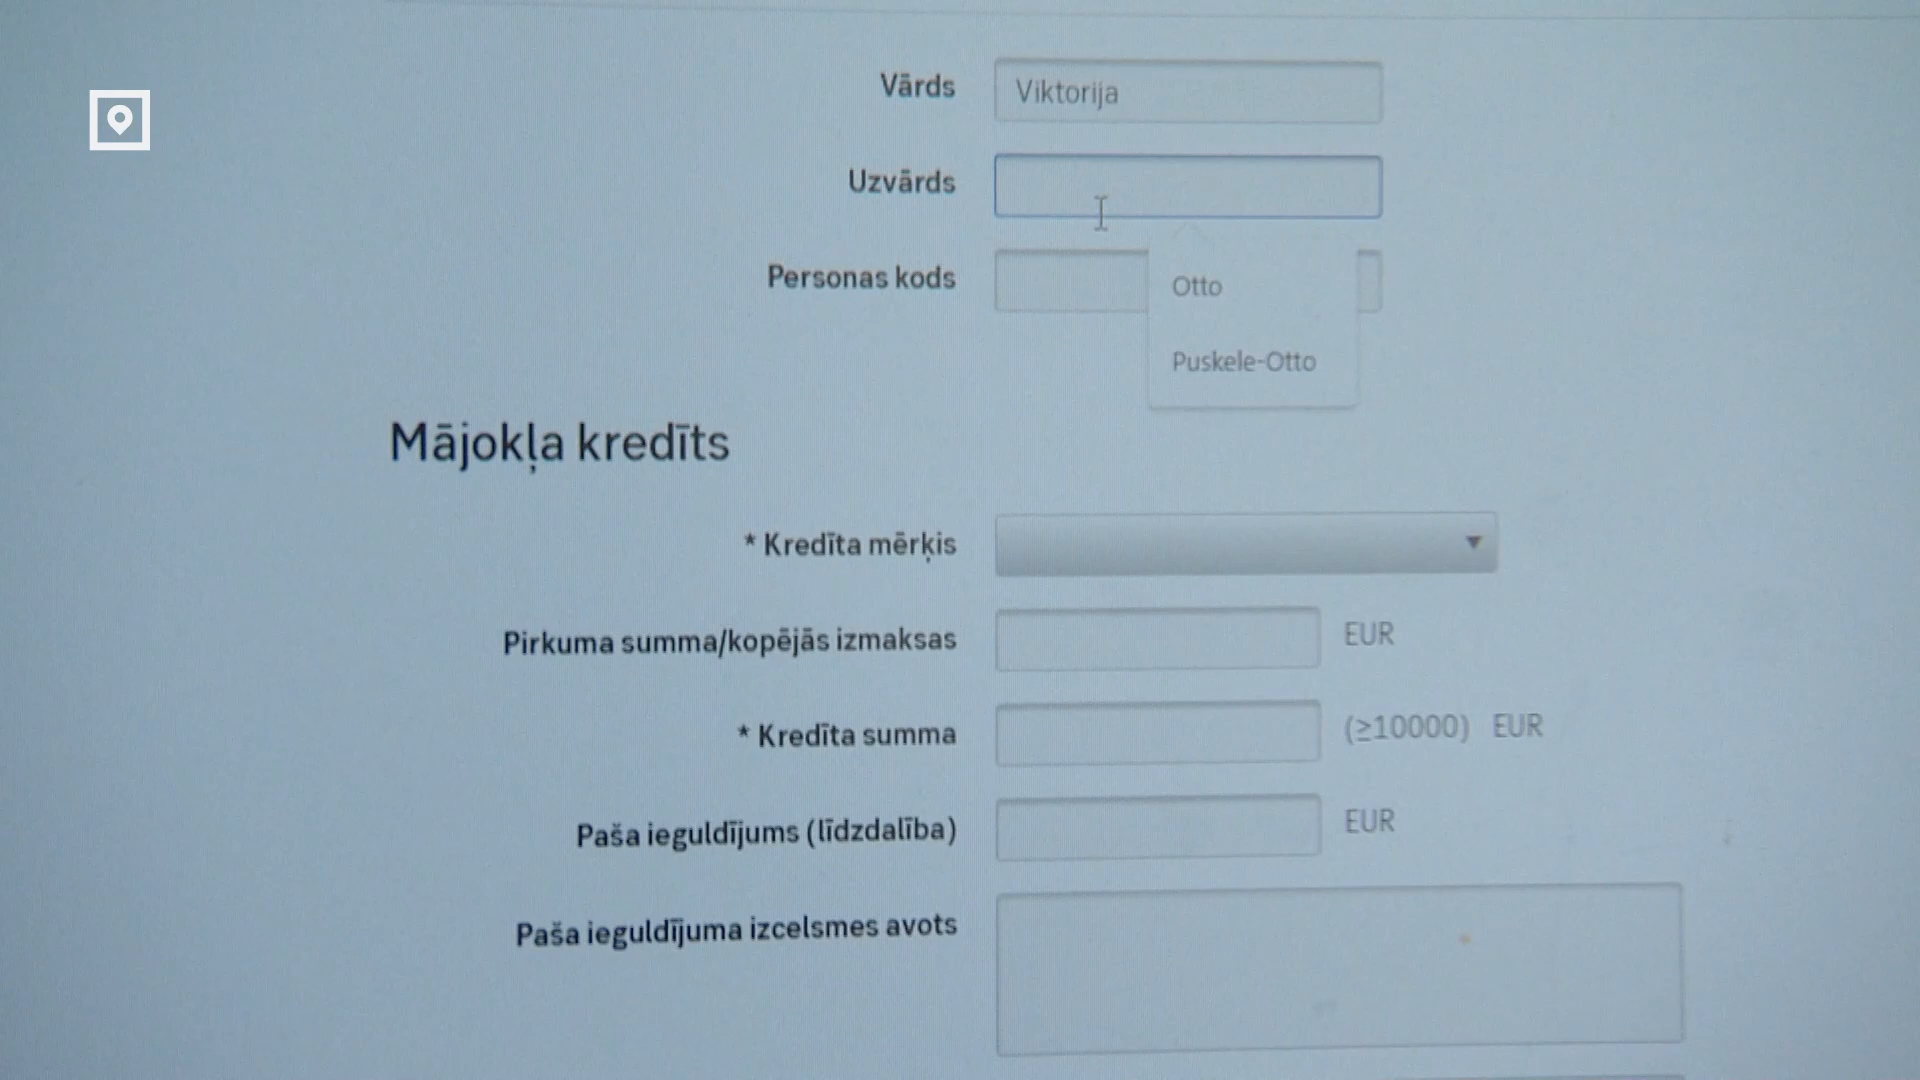 Vārds Viktorija
Uzvārds
Personas kods
Otto
Puskele-Otto
Mājokļa kredīts
* Kredīta mērķis
Pirkuma summa/kopējās izmaksas EUR
* Kredīta summa (≥10000) EUR
Paša ieguldījums (līdzdalība) EUR
Paša ieguldījuma izcelsmes avots